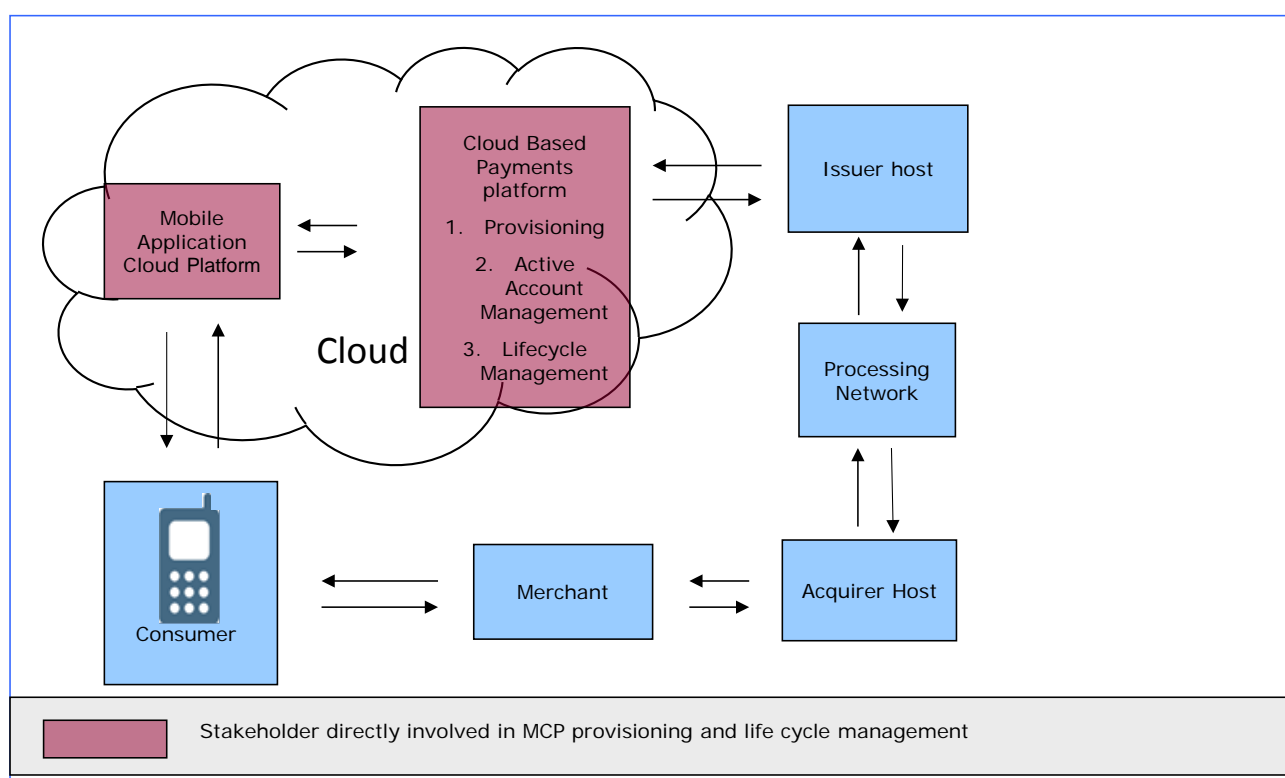 Cloud Based
Payments
platform
1. Provisioning
2. Active
Account
Management
3. Lifecycle
Management
Issuer host
Mobile
Application
Cloud Platform
Cloud
Processing
Network
Consumer
Merchant
Acquirer Host
Stakeholder directly involved in MCP provisioning and life cycle management